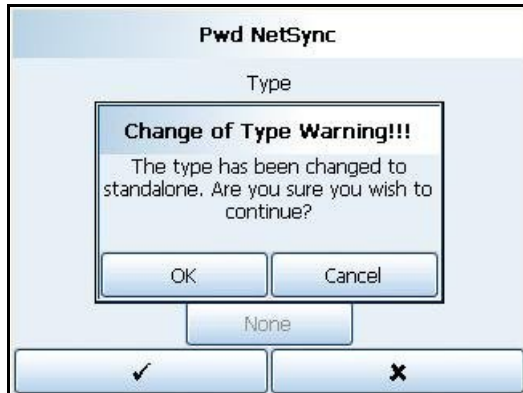 Pwd NetSync
Type
Change of Type Warning!!!
The type has been changed to
standalone. Are you sure you wish to
continue?
OK
Cancel
None